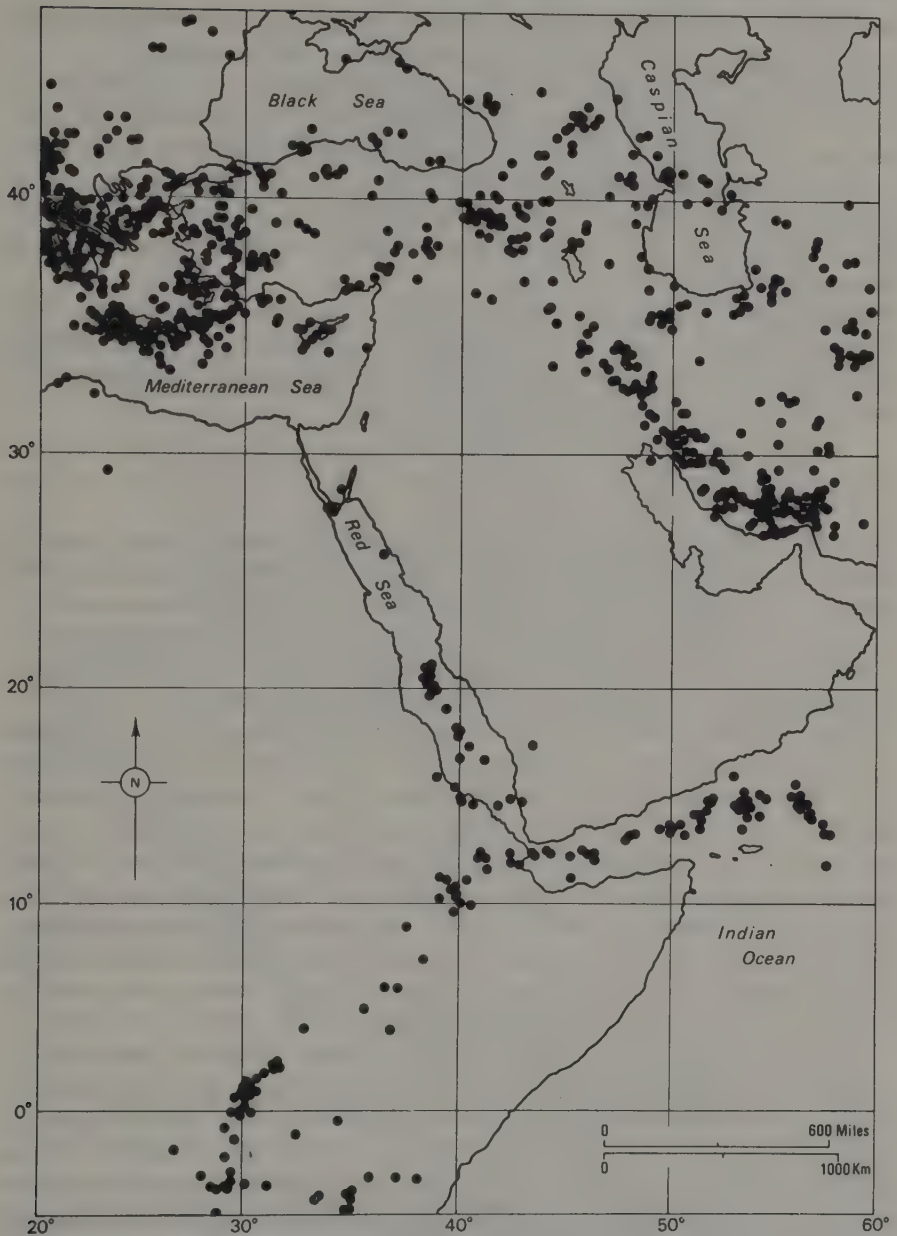 Black Sea
Caspian
Sea
40°
Mediterranean Sea
30°
Red
Sea
20°
N
10°
Indian
Ocean
0°
0 600 Miles
0 1000 Km
20° 30° 40° 50° 60°